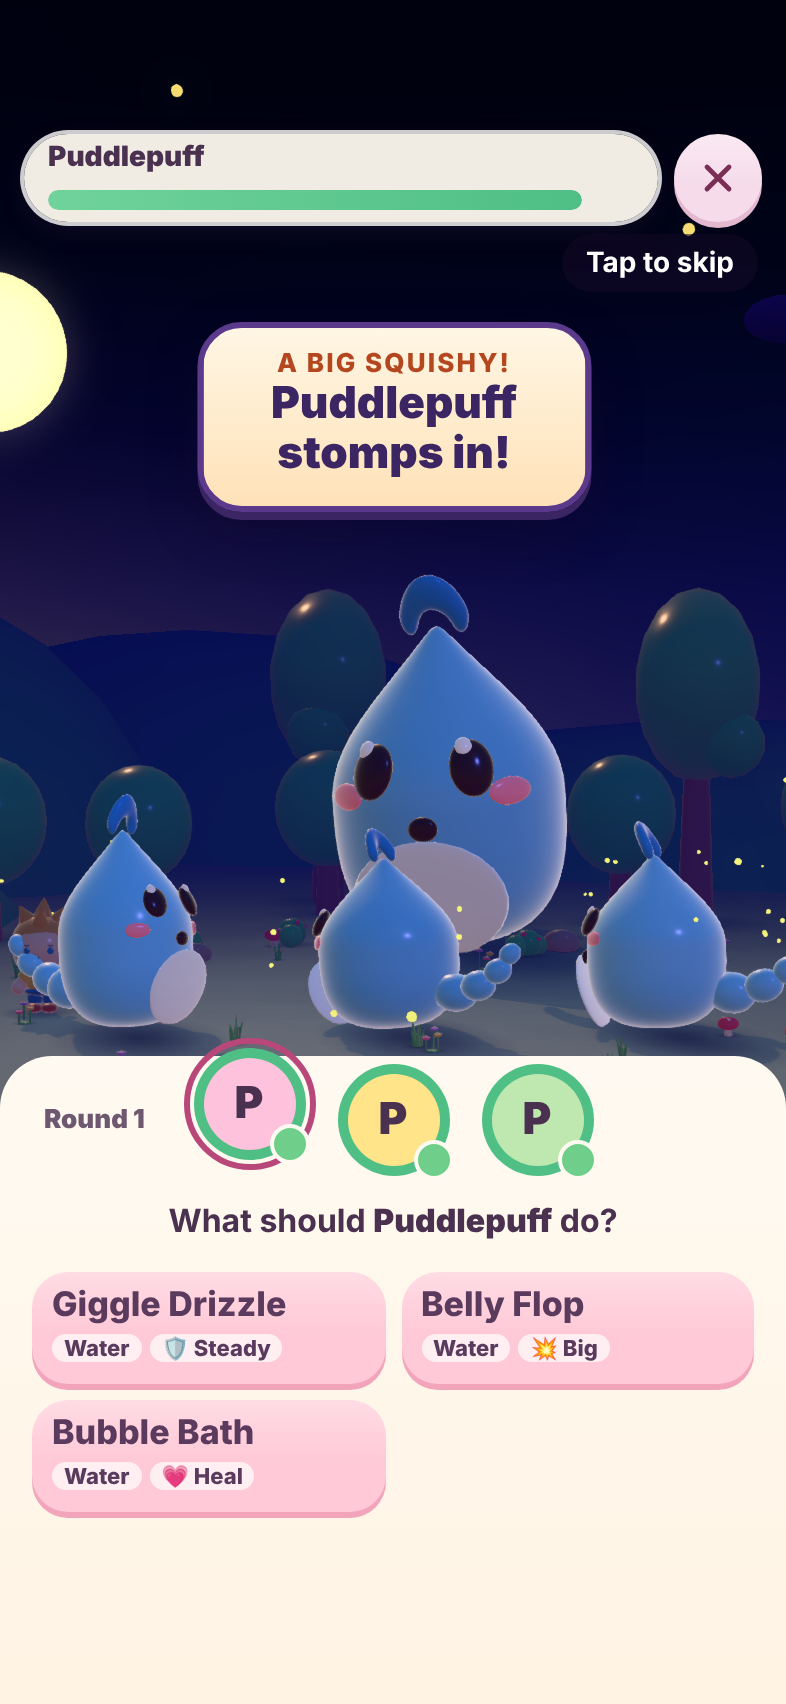 Puddlepuff
Tap to skip
A BIG SQUISHY!
Puddlepuff
stomps in!
Round 1
P
P
P
What should Puddlepuff do?
Giggle Drizzle
Water 🛡️ Steady
Belly Flop
Water 💥 Big
Bubble Bath
Water 💗 Heal